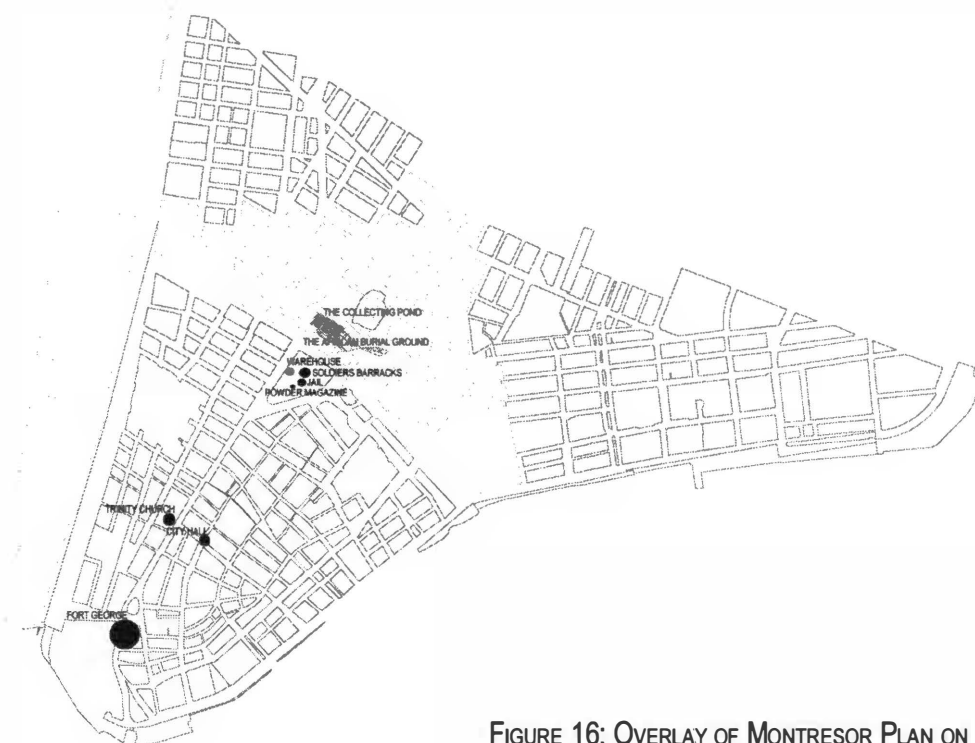 THE COLLECTING POND
THE AFRICAN BURIAL GROUND
WAREHOUSE
SOLDIERS BARRACKS
JAIL
POWDER MAGAZINE
TRINITY CHURCH
CITY HALL
FORT GEORGE
FIGURE 16: OVERLAY OF MONTRESOR PLAN ON